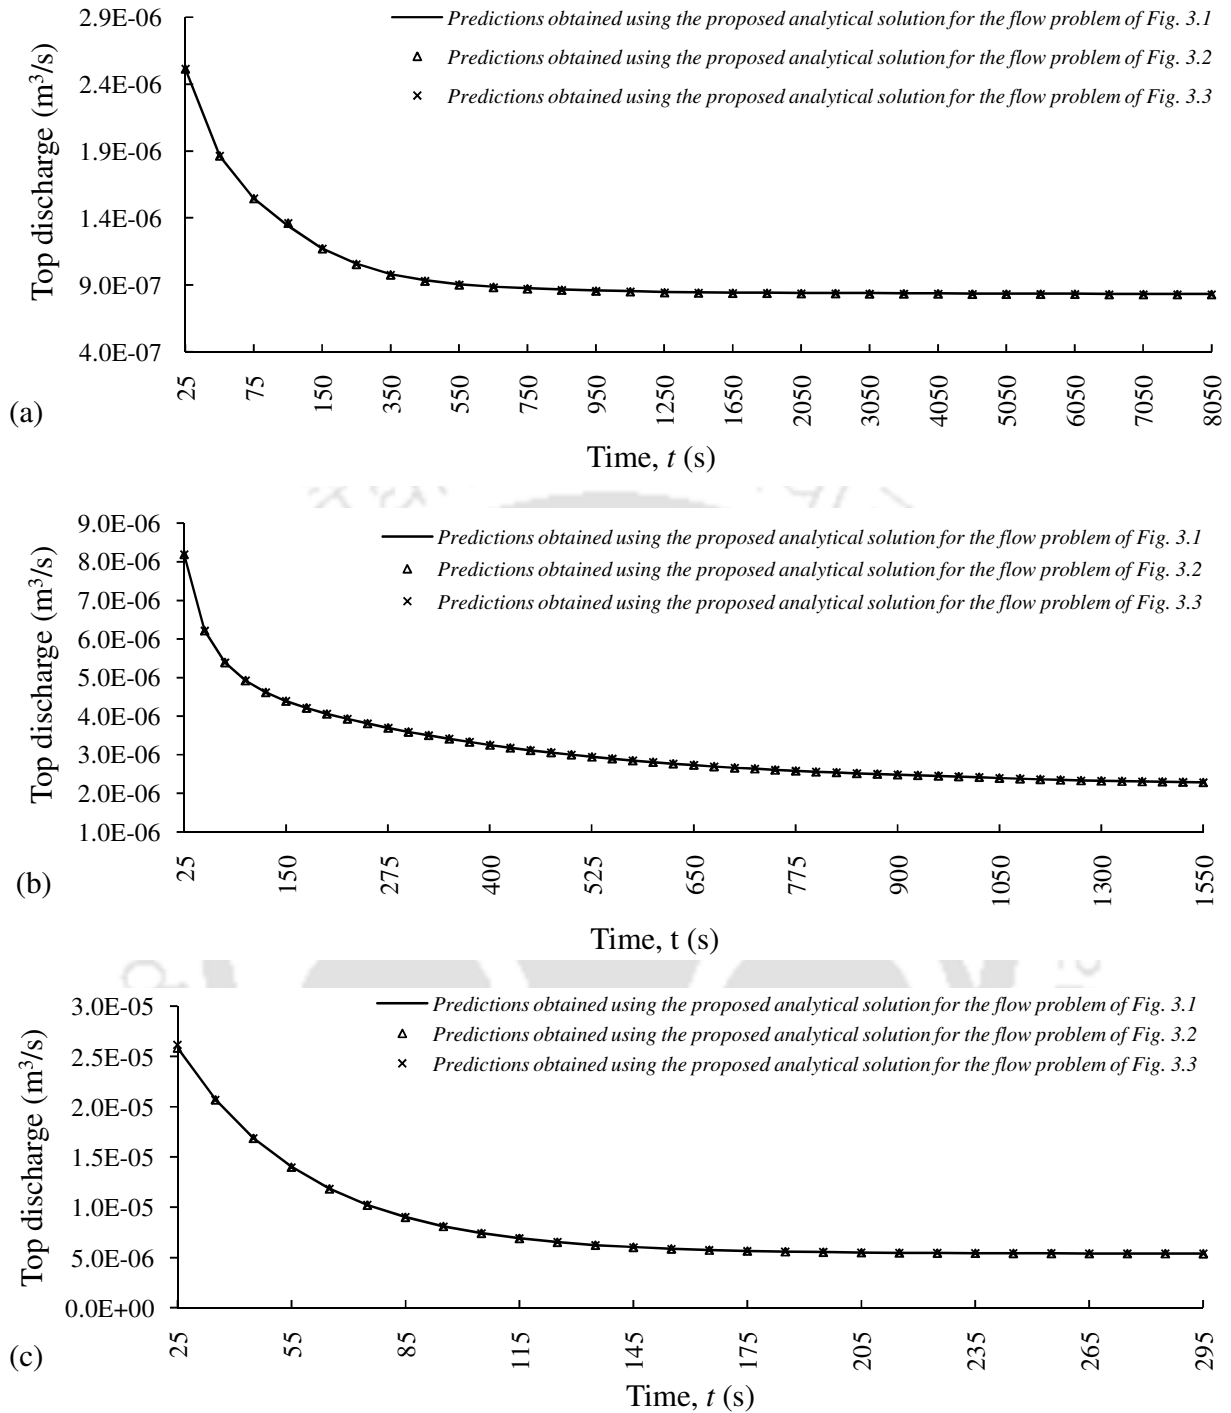 Predictions obtained using the proposed analytical solution for the flow problem of Fig. 3.1
Predictions obtained using the proposed analytical solution for the flow problem of Fig. 3.2
Predictions obtained using the proposed analytical solution for the flow problem of Fig. 3.3
Top discharge (m³/s)
2.9E-06
2.4E-06
1.9E-06
1.4E-06
9.0E-07
4.0E-07
25 75 150 350 550 750 950 1250 1650 2050 3050 4050 5050 6050 7050 8050
(a)
Time, t (s)
Predictions obtained using the proposed analytical solution for the flow problem of Fig. 3.1
Predictions obtained using the proposed analytical solution for the flow problem of Fig. 3.2
Predictions obtained using the proposed analytical solution for the flow problem of Fig. 3.3
Top discharge (m³/s)
9.0E-06
8.0E-06
7.0E-06
6.0E-06
5.0E-06
4.0E-06
3.0E-06
2.0E-06
1.0E-06
25 150 275 400 525 650 775 900 1050 1300 1550
(b)
Time, t (s)
Predictions obtained using the proposed analytical solution for the flow problem of Fig. 3.1
Predictions obtained using the proposed analytical solution for the flow problem of Fig. 3.2
Predictions obtained using the proposed analytical solution for the flow problem of Fig. 3.3
Top discharge (m³/s)
3.0E-05
2.5E-05
2.0E-05
1.5E-05
1.0E-05
5.0E-06
0.0E+00
25 55 85 115 145 175 205 235 265 295
(c)
Time, t (s)